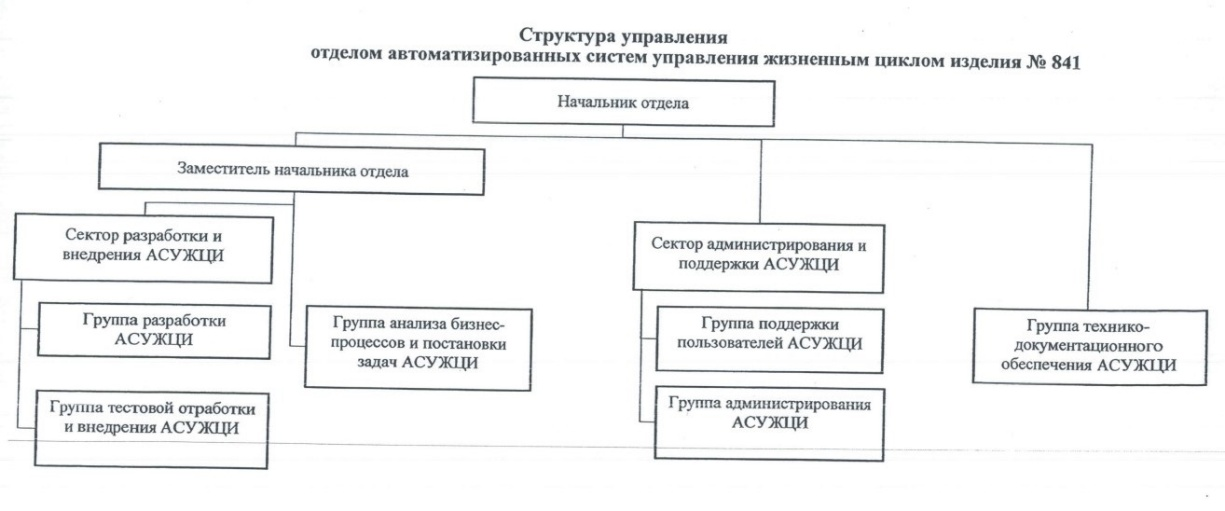 Структура управления
отделом автоматизированных систем управления жизненным циклом изделия № 841
Начальник отдела
Заместитель начальника отдела
Сектор разработки и
внедрения АСУЖЦИ
Группа разработки
АСУЖЦИ
Группа тестовой отработки
и внедрения АСУЖЦИ
Группа анализа бизнес-
процессов и постановки
задач АСУЖЦИ
Сектор администрирования и
поддержки АСУЖЦИ
Группа поддержки
пользователей АСУЖЦИ
Группа администрирования
АСУЖЦИ
Группа технико-
документационного
обеспечения АСУЖЦИ